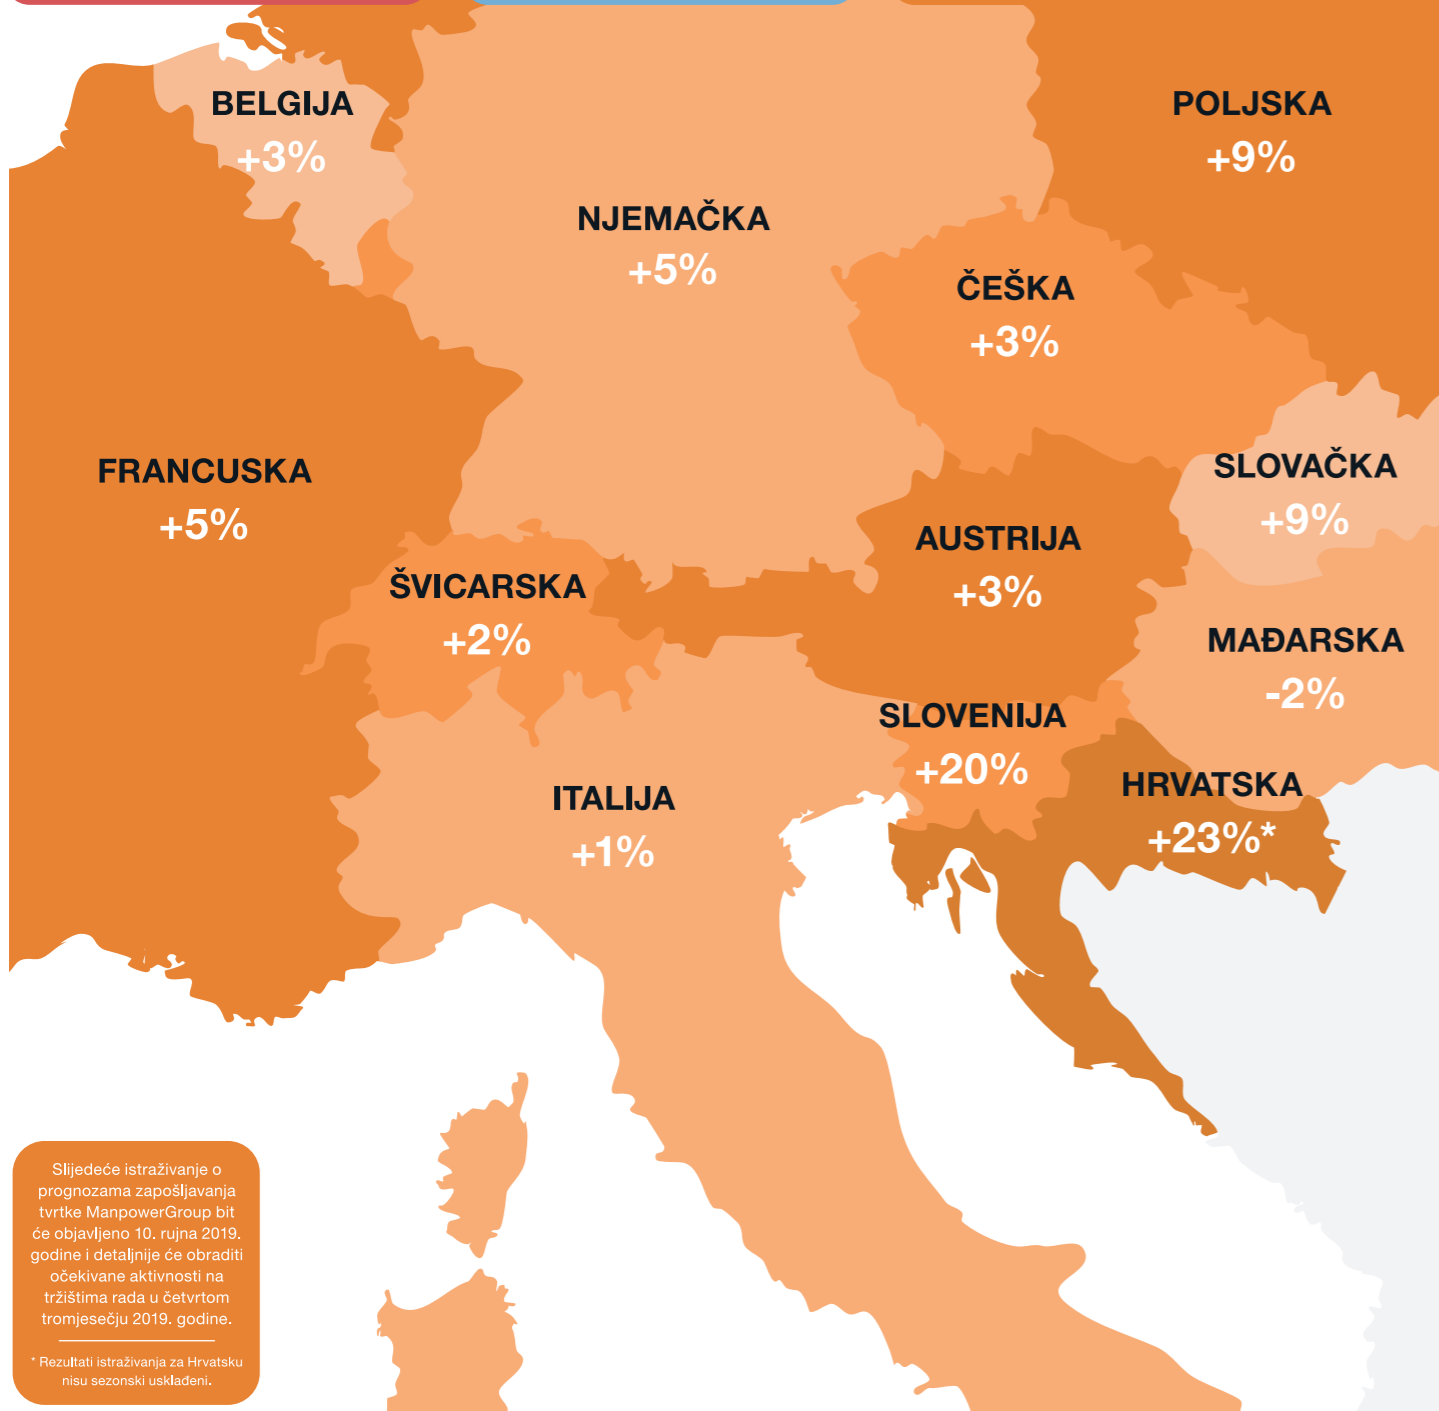 BELGIJA
+3%
POLJSKA
+9%
NJEMAČKA
+5%
ČEŠKA
+3%
FRANCUSKA
+5%
SLOVAČKA
+9%
AUSTRIJA
+3%
ŠVICARSKA
+2%
MAĐARSKA
-2%
SLOVENIJA
+20%
HRVATSKA
+23%*
ITALIJA
+1%
Slijedeće istraživanje o
prognozama zapošljavanja
tvrtke ManpowerGroup bit
će objavljeno 10. rujna 2019.
godine i detaljnije će obraditi
očekivane aktivnosti na
tržištima rada u četvrtom
tromjesečju 2019. godine.
* Rezultati istraživanja za Hrvatsku
nisu sezonski usklađeni.